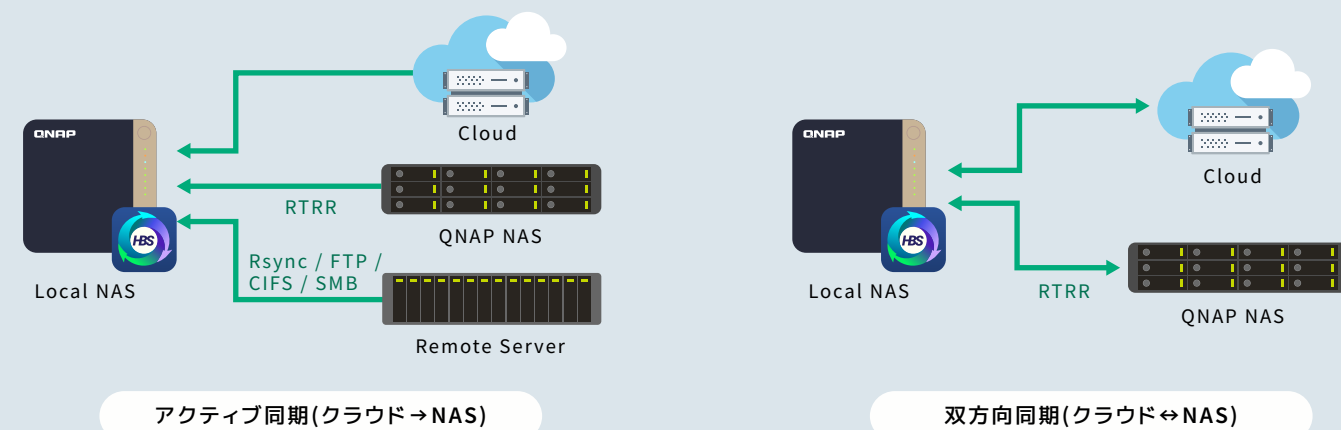 Cloud
QNAP
RTRR
QNAP NAS
HBS
Rsync / FTP /
CIFS / SMB
Local NAS
Remote Server
アクティブ同期(クラウド→NAS)
Cloud
QNAP
HBS
Local NAS
RTRR
QNAP NAS
双方向同期(クラウド↔NAS)